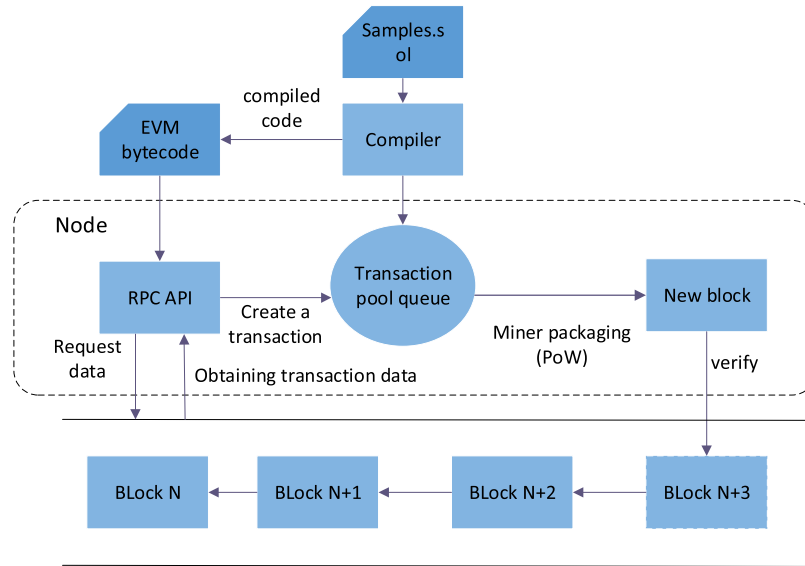 Samples.s
ol
compiled
code
EVM
bytecode
Compiler
Node
RPC API
Create a
transaction
Transaction
pool queue
Miner packaging
(PoW)
New block
Request
data
Obtaining transaction data
verify
BLock N
BLock N+1
BLock N+2
BLock N+3